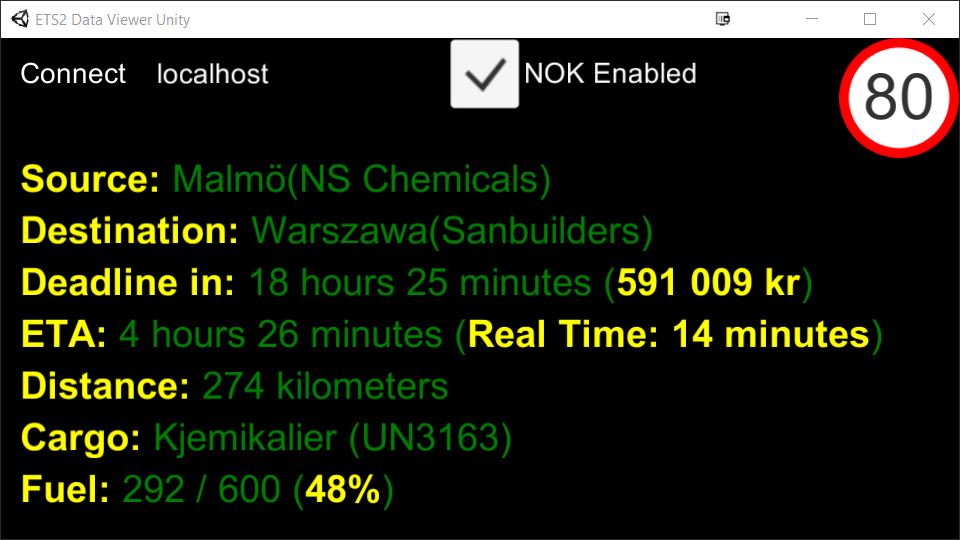 ETS2 Data Viewer Unity
Connect localhost NOK Enabled 80
Source: Malmö(NS Chemicals)
Destination: Warszawa(Sanbuilders)
Deadline in: 18 hours 25 minutes (591 009 kr)
ETA: 4 hours 26 minutes (Real Time: 14 minutes)
Distance: 274 kilometers
Cargo: Kjemikalier (UN3163)
Fuel: 292 / 600 (48%)